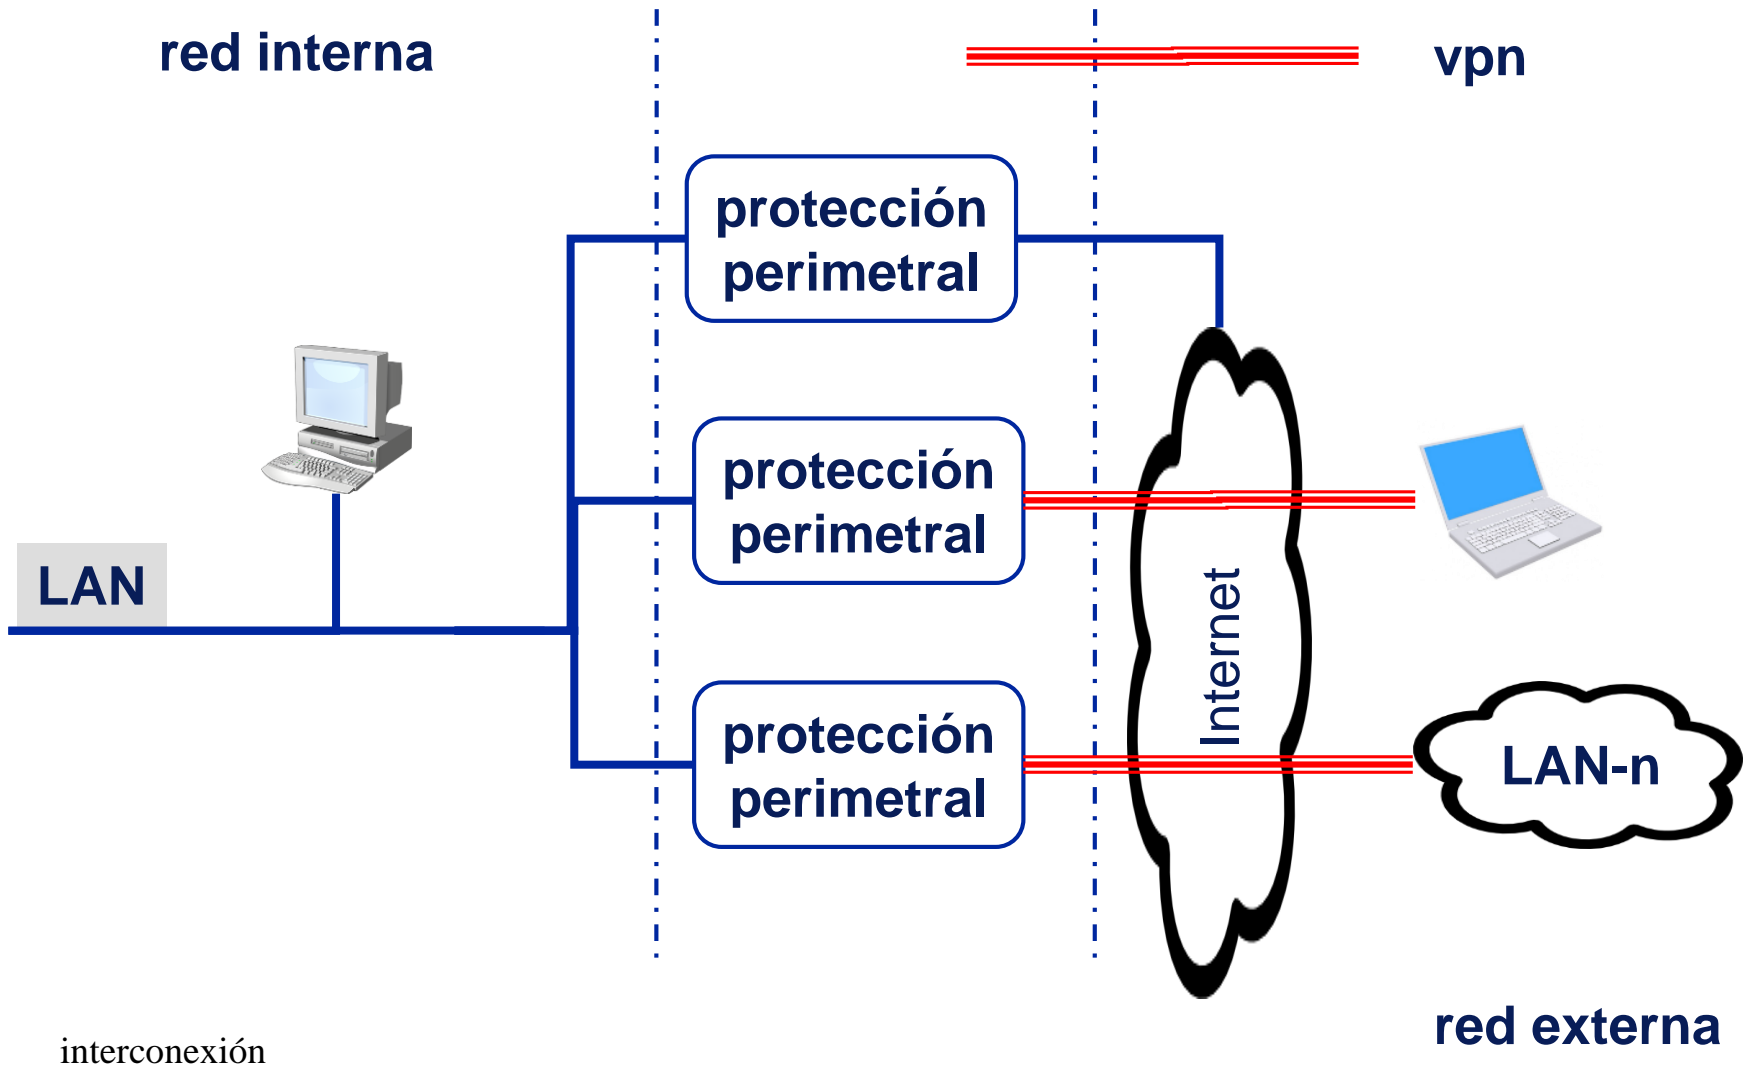 red interna
vpn
protección
perimetral
protección
perimetral
LAN
Internet
protección
perimetral
LAN-n
red externa
interconexión